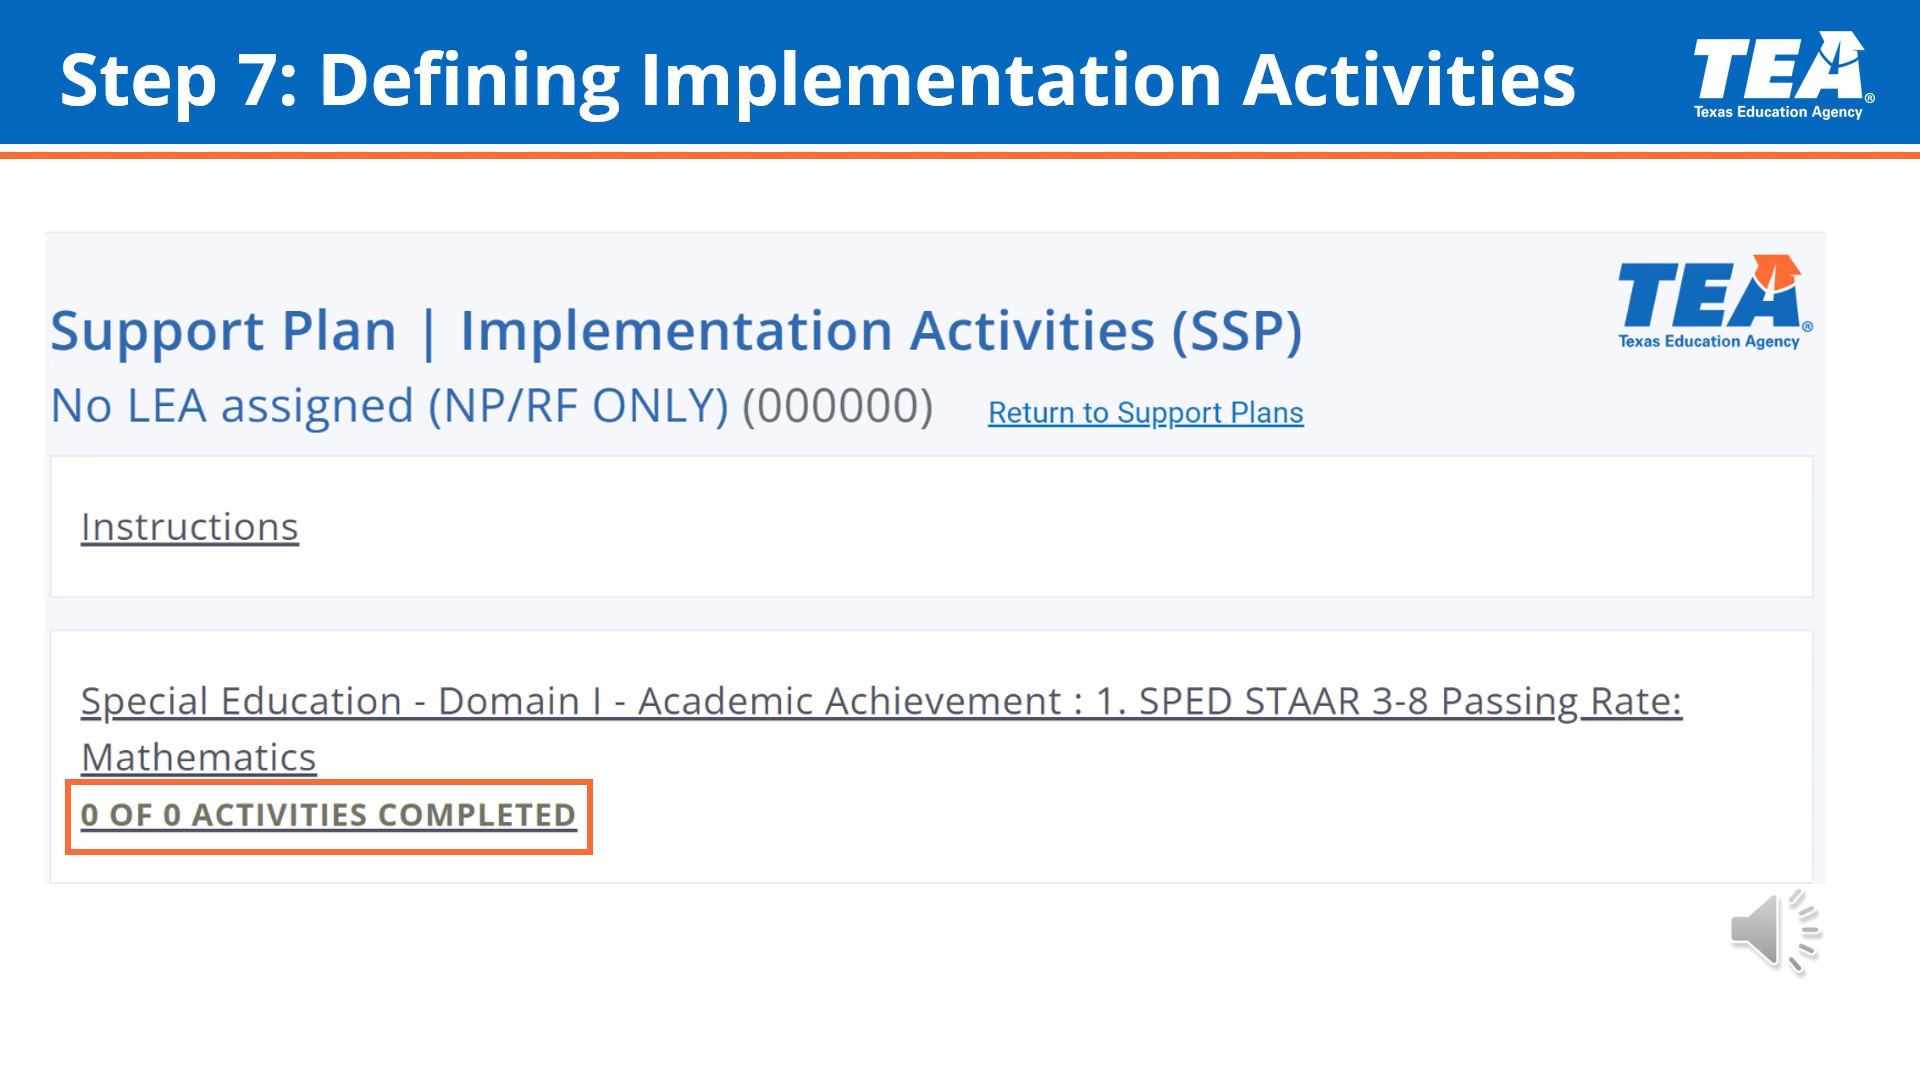 Step 7: Defining Implementation Activities
TEA®
Texas Education Agency
TEA®
Texas Education Agency
Support Plan | Implementation Activities (SSP)
No LEA assigned (NP/RF ONLY) (000000) Return to Support Plans
Instructions
Special Education - Domain I - Academic Achievement : 1. SPED STAAR 3-8 Passing Rate:
Mathematics
0 OF 0 ACTIVITIES COMPLETED